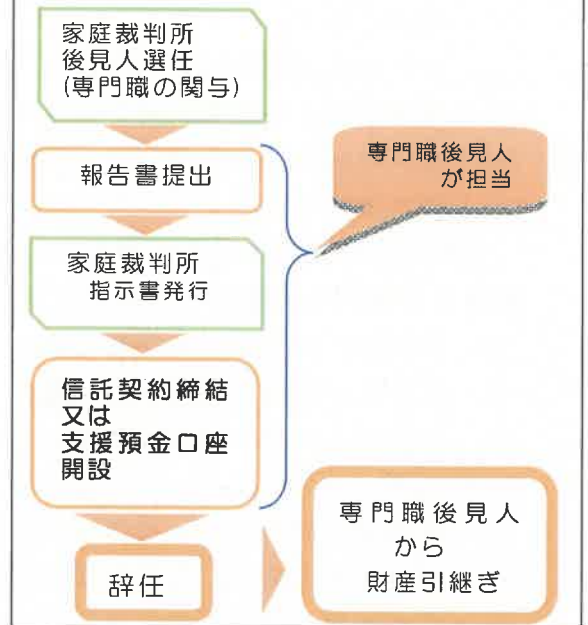 家庭裁判所
後見人選任
(専門職の関与)
報告書提出
専門職後見人
が担当
家庭裁判所
指示書発行
信託契約締結
又は
支援預金口座
開設
専門職後見人
から
財産引継ぎ
辞任